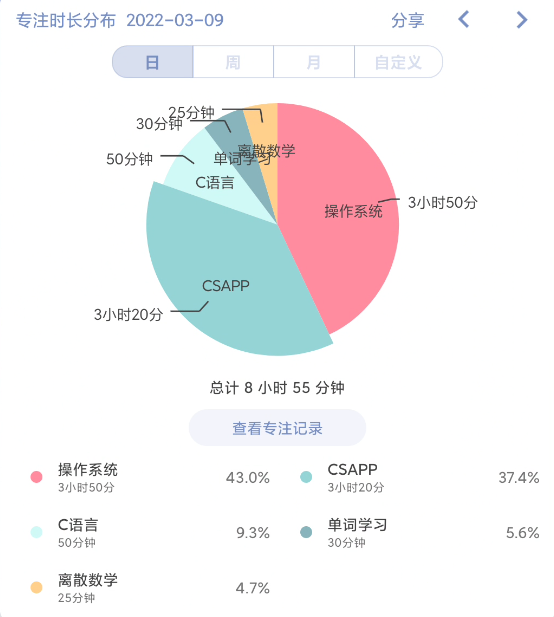 专注时长分布 2022-03-09 分享
日 周 月 自定义
25分钟
30分钟
离散数学
50分钟
单词学习
C语言
3小时50分
操作系统
CSAPP
3小时20分
总计 8 小时 55 分钟
查看专注记录
操作系统 43.0%
3小时50分
CSAPP 37.4%
3小时20分
C语言 9.3%
50分钟
单词学习 5.6%
30分钟
离散数学 4.7%
25分钟